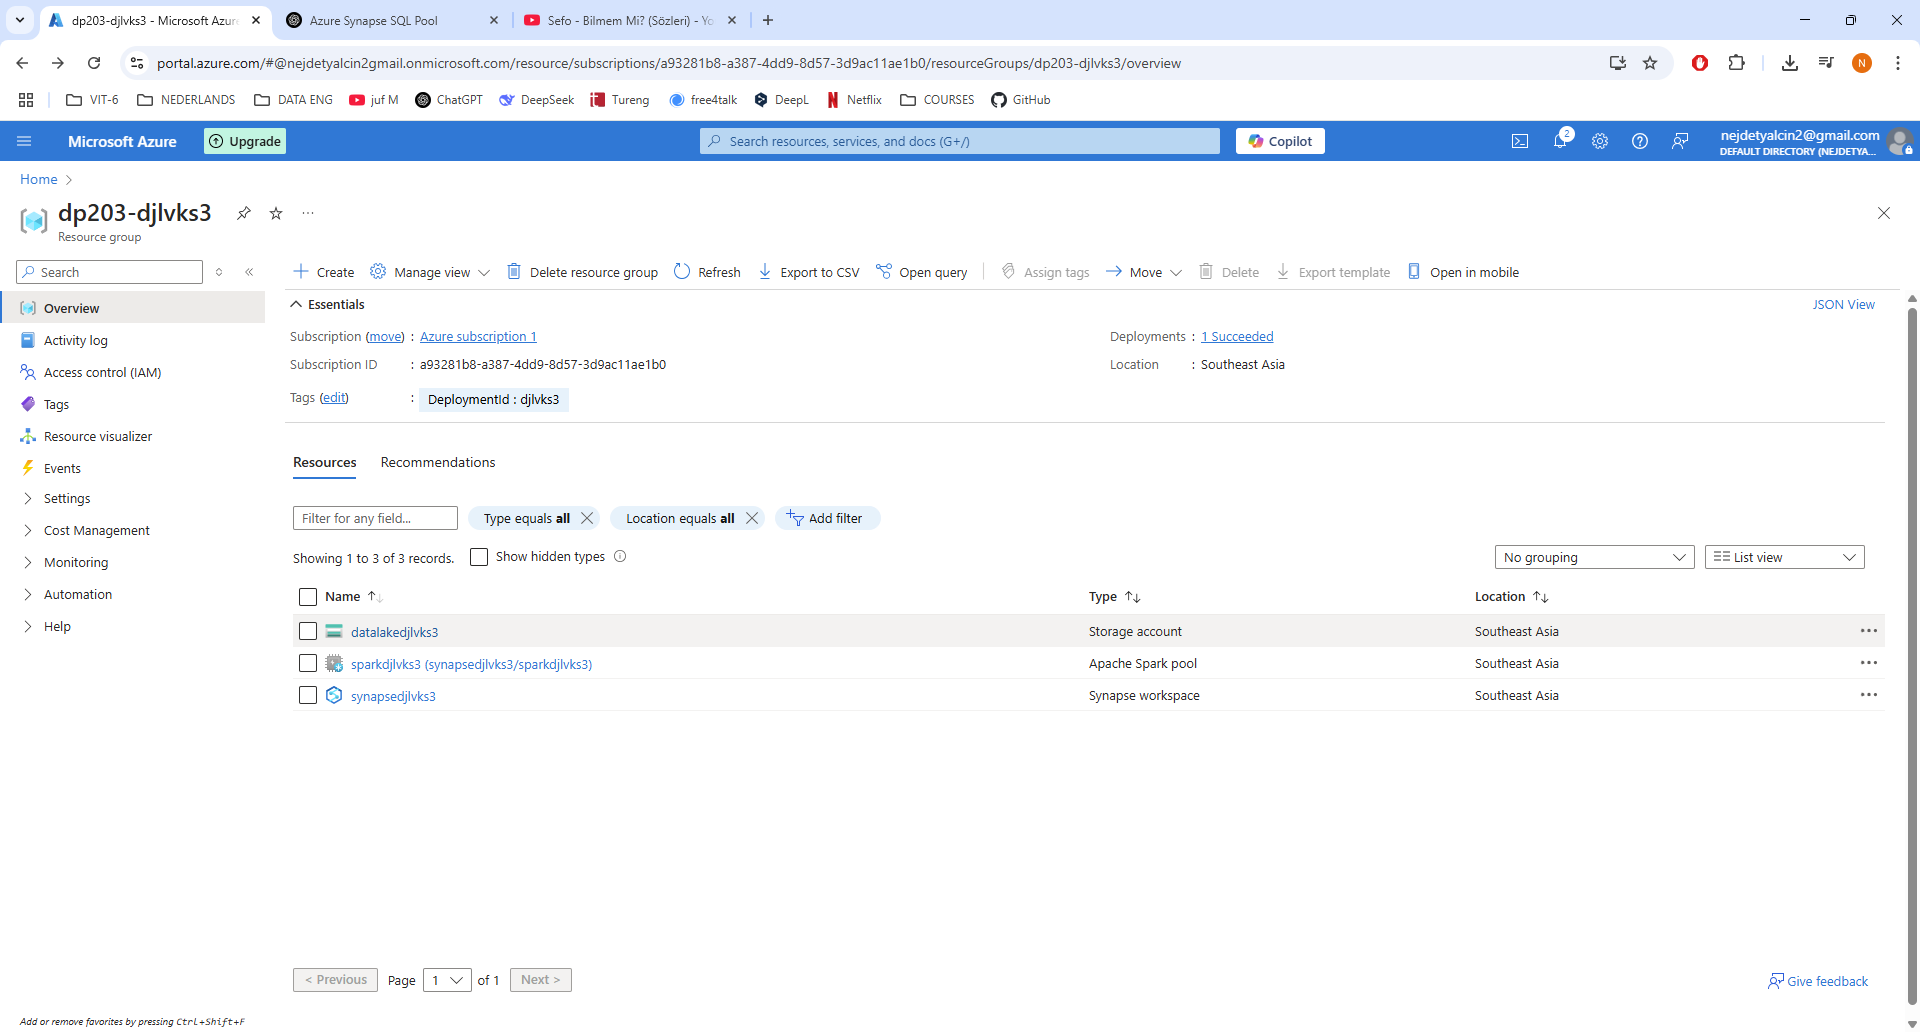 dp203-djlvks3 - Microsoft Azure
Azure Synapse SQL Pool
Sefo - Bilmem Mi? (Sözleri) - Yo
portal.azure.com/#@nejdetyalcin2gmail.onmicrosoft.com/resource/subscriptions/a93281b8-a387-4dd9-8d57-3d9ac11ae1b0/resourceGroups/dp203-djlvks3/overview
N
VIT-6
NEDERLANDS
DATA ENG
juf M
ChatGPT
DeepSeek
Tureng
free4talk
DeepL
Netflix
COURSES
GitHub
Microsoft Azure
Upgrade
Search resources, services, and docs (G+/)
Copilot
2
nejdetyalcin2@gmail.com
DEFAULT DIRECTORY (NEJDETYA...
Home
dp203-djlvks3
Resource group
Search
Overview
Activity log
Access control (IAM)
Tags
Resource visualizer
Events
Settings
Cost Management
Monitoring
Automation
Help
Create
Manage view
Delete resource group
Refresh
Export to CSV
Open query
Assign tags
Move
Delete
Export template
Open in mobile
Essentials
JSON View
Subscription (move) : Azure subscription 1
Subscription ID : a93281b8-a387-4dd9-8d57-3d9ac11ae1b0
Tags (edit) : DeploymentId : djlvks3
Deployments : 1 Succeeded
Location : Southeast Asia
Resources
Recommendations
Filter for any field...
Type equals all
Location equals all
Add filter
Showing 1 to 3 of 3 records.
Show hidden types
No grouping
List view
Name Type Location
datalakedjlvks3 Storage account Southeast Asia
sparkdjlvks3 (synapsedjlvks3/sparkdjlvks3) Apache Spark pool Southeast Asia
synapsedjlvks3 Synapse workspace Southeast Asia
< Previous Page 1 of 1 Next >
Give feedback
Add or remove favorites by pressing Ctrl+Shift+F